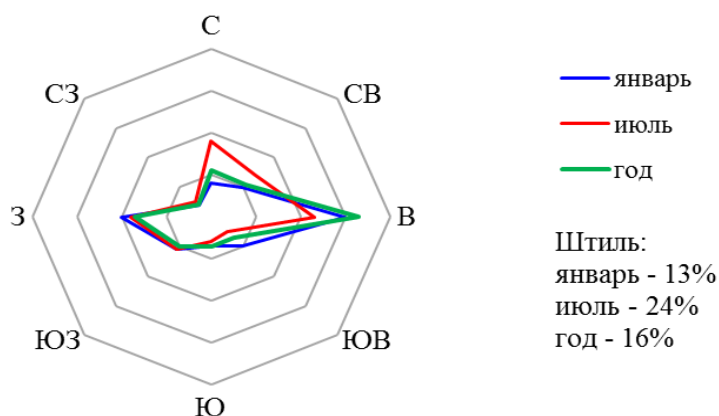 С
СЗ
СВ
З
В
ЮЗ
ЮВ
Ю
январь
июль
год
Штиль:
январь - 13%
июль - 24%
год - 16%